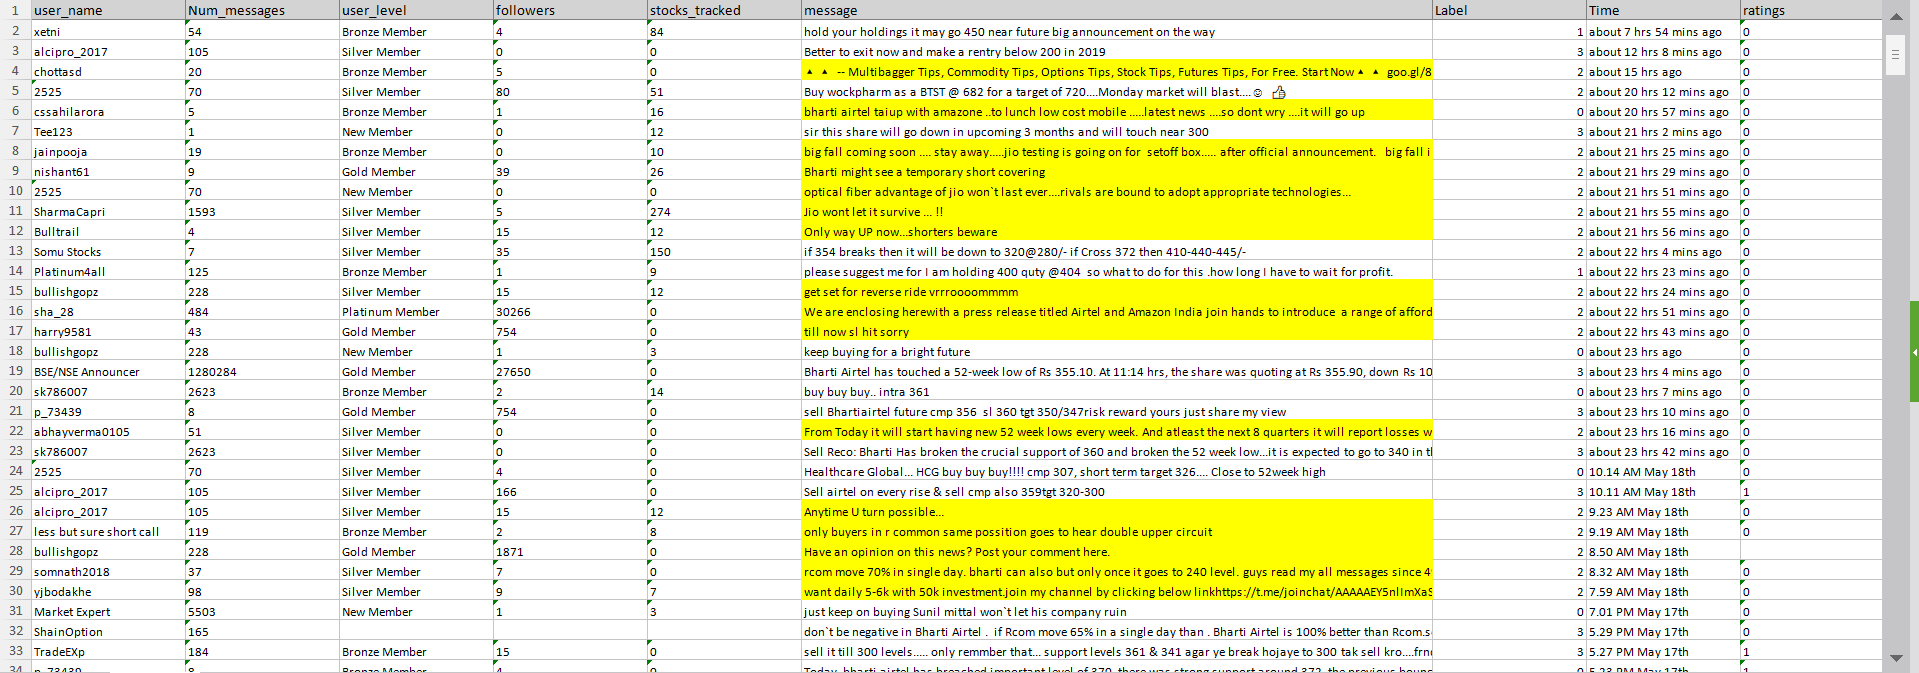 1 user_name Num_messages user_level followers stocks_tracked message Label Time ratings
2 xetni 54 Bronze Member 4 84 hold your holdings it may go 450 near future big announcement on the way 1 about 7 hrs 54 mins ago 0
3 alcipro_2017 105 Silver Member 0 0 Better to exit now and make a rentry below 200 in 2019 3 about 12 hrs 8 mins ago 0
4 chottasd 20 Bronze Member 5 0 ▲ ▲ -- Multibagger Tips, Commodity Tips, Options Tips, Stock Tips, Futures Tips, For Free. Start Now ▲ ▲ goo.gl/8 2 about 15 hrs ago 0
5 2525 70 Silver Member 80 51 Buy wockpharm as a BTST @ 682 for a target of 720....Monday market will blast....☺ 👍 2 about 20 hrs 12 mins ago 0
6 cssahilarora 5 Bronze Member 1 16 bharti airtel taiup with amazone ..to lunch low cost mobile .....latest news ....so dont wry ....it will go up 0 about 20 hrs 57 mins ago 0
7 Tee123 1 New Member 0 12 sir this share will go down in upcoming 3 months and will touch near 300 3 about 21 hrs 2 mins ago 0
8 jainpooja 19 Bronze Member 0 10 big fall coming soon .... stay away.....jio testing is going on for setoff box..... after official announcement. big fall i 2 about 21 hrs 25 mins ago 0
9 nishant61 9 Gold Member 39 26 Bharti might see a temporary short covering 2 about 21 hrs 29 mins ago 0
10 2525 70 New Member 0 0 optical fiber advantage of jio won`t last ever....rivals are bound to adopt appropriate technologies... 2 about 21 hrs 51 mins ago 0
11 SharmaCapri 1593 Silver Member 5 274 Jio wont let it survive ... !! 2 about 21 hrs 55 mins ago 0
12 Bulltrail 4 Silver Member 15 12 Only way UP now...shorters beware 2 about 21 hrs 56 mins ago 0
13 Somu Stocks 7 Silver Member 35 150 if 354 breaks then it will be down to 320@280/- if Cross 372 then 410-440-445/- 2 about 22 hrs 4 mins ago 0
14 Platinum4all 125 Bronze Member 1 9 please suggest me for I am holding 400 quty @404 so what to do for this .how long I have to wait for profit. 1 about 22 hrs 23 mins ago 0
15 bullishgopz 228 Silver Member 15 12 get set for reverse ride vrrroooommmm 2 about 22 hrs 24 mins ago 0
16 sha_28 484 Platinum Member 30266 0 We are enclosing herewith a press release titled Airtel and Amazon India join hands to introduce a range of afford 2 about 22 hrs 51 mins ago 0
17 harry9581 43 Gold Member 754 0 till now sl hit sorry 2 about 22 hrs 43 mins ago 0
18 bullishgopz 228 New Member 1 3 keep buying for a bright future 0 about 23 hrs ago 0
19 BSE/NSE Announcer 1280284 Gold Member 27650 0 Bharti Airtel has touched a 52-week low of Rs 355.10. At 11:14 hrs, the share was quoting at Rs 355.90, down Rs 10 3 about 23 hrs 4 mins ago 0
20 sk786007 2623 Bronze Member 2 14 buy buy buy.. intra 361 0 about 23 hrs 7 mins ago 0
21 p_73439 8 Gold Member 754 0 sell Bhartiairtel future cmp 356 sl 360 tgt 350/347risk reward yours just share my view 3 about 23 hrs 10 mins ago 0
22 abhayverma0105 51 Silver Member 0 0 From Today it will start having new 52 week lows every week. And atleast the next 8 quarters it will report losses w 2 about 23 hrs 16 mins ago 0
23 sk786007 2623 Silver Member 0 0 Sell Reco: Bharti Has broken the crucial support of 360 and broken the 52 week low...it is expected to go to 340 in t 3 about 23 hrs 42 mins ago 0
24 2525 70 Silver Member 4 0 Healthcare Global... HCG buy buy buy!!!! cmp 307, short term target 326.... Close to 52week high 0 10.14 AM May 18th 0
25 alcipro_2017 105 Silver Member 166 0 Sell airtel on every rise & sell cmp also 359tgt 320-300 3 10.11 AM May 18th 1
26 alcipro_2017 105 Silver Member 15 12 Anytime U turn possible... 2 9.23 AM May 18th 0
27 less but sure short call 119 Bronze Member 2 8 only buyers in r common same possition goes to hear double upper circuit 2 9.19 AM May 18th 0
28 bullishgopz 228 Gold Member 1871 0 Have an opinion on this news? Post your comment here. 2 8.50 AM May 18th
29 somnath2018 37 Silver Member 7 0 rcom move 70% in single day. bharti can also but only once it goes to 240 level. guys read my all messages since 4 2 8.32 AM May 18th 0
30 yjbodakhe 98 Silver Member 9 7 want daily 5-6k with 50k investment.join my channel by clicking below linkhttps://t.me/joinchat/AAAAAEY5nlImXaS 2 7.59 AM May 18th 0
31 Market Expert 5503 New Member 1 3 just keep on buying Sunil mittal won`t let his company ruin 0 7.01 PM May 17th 0
32 ShainOption 165 don`t be negative in Bharti Airtel . if Rcom move 65% in a single day than . Bharti Airtel is 100% better than Rcom.s 3 5.29 PM May 17th 0
33 TradeEXp 184 Bronze Member 15 0 sell it till 300 levels..... only remmber that... support levels 361 & 341 agar ye break hojaye to 300 tak sell kro....frn 3 5.27 PM May 17th 1
34 p_73439 8 Bronze Member 4 0 Today, bharti airtel has breached important level of 370, there was strong support around 372, the previous boun 3 5.23 PM May 17th 1